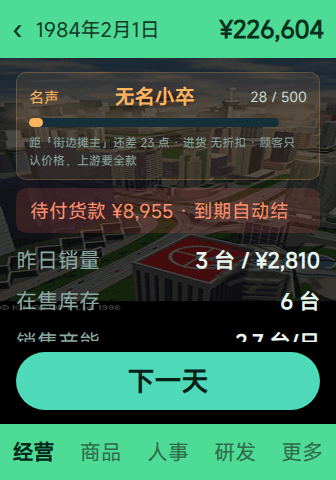 ‹ 1984年2月1日 ¥226,604
名声 无名小卒 28 / 500
距「街边摊主」还差 23 点 · 进货 无折扣 · 顾客只
认价格，上游要全款
待付货款 ¥8,955 · 到期自动结
昨日销量 3 台 / ¥2,810
在售库存 6 台
销售产能
下一天
经营 商品 人事 研发 更多